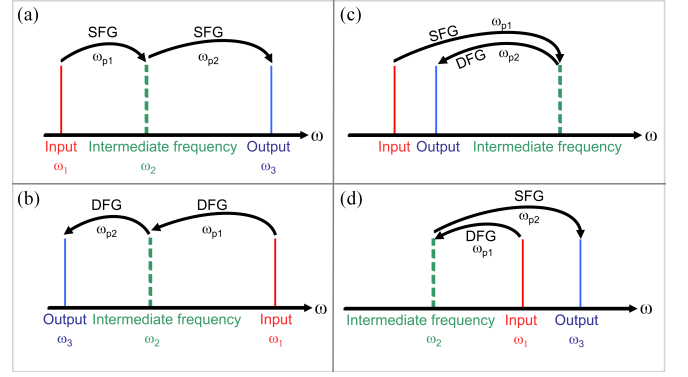 (a)
SFG SFG
ωp1 ωp2
ω
Input Intermediate frequency Output
ω1 ω2 ω3
(c)
ωp1
SFG
DFG ωp2
ω
Input Output Intermediate frequency
(b)
DFG DFG
ωp2 ωp1
ω
Output Intermediate frequency Input
ω3 ω2 ω1
(d)
SFG
ωp2
DFG
ωp1
ω
Intermediate frequency Input Output
ω2 ω1 ω3